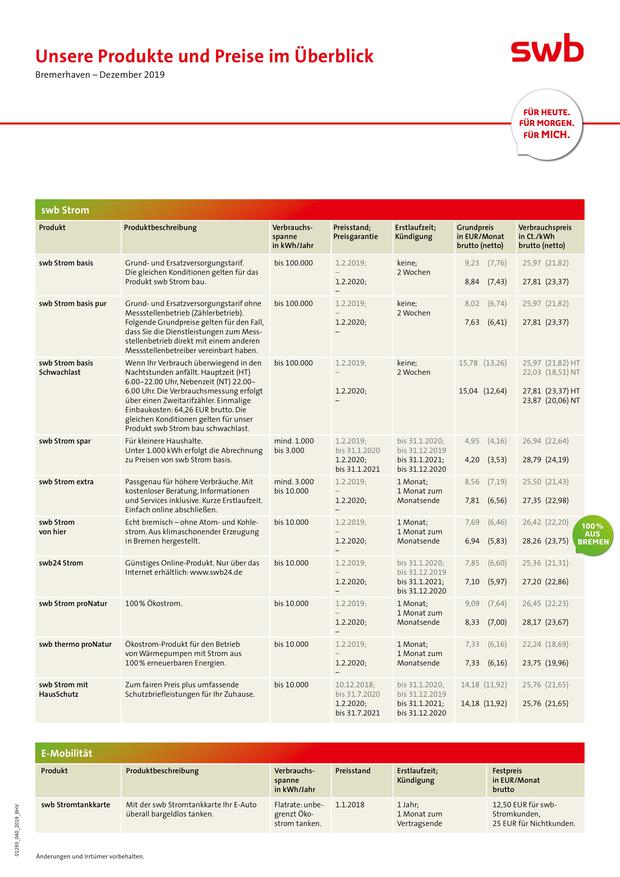 Unsere Produkte und Preise im Überblick
Bremerhaven – Dezember 2019
swb
FÜR HEUTE.
FÜR MORGEN.
FÜR MICH.
swb Strom
Produkt Produktbeschreibung Verbrauchs- Preisstand; Erstlaufzeit; Grundpreis Verbrauchspreis
spanne Preisgarantie Kündigung in EUR/Monat in Ct./kWh
in kWh/Jahr brutto (netto) brutto (netto)
swb Strom basis Grund- und Ersatzversorgungstarif. bis 100.000 1.2.2019; keine; 9,23 (7,76) 25,97 (21,82)
Die gleichen Konditionen gelten für das – 2 Wochen
Produkt swb Strom bau. 1.2.2020; 8,84 (7,43) 27,81 (23,37)
–
swb Strom basis pur Grund- und Ersatzversorgungstarif ohne bis 100.000 1.2.2019; keine; 8,02 (6,74) 25,97 (21,82)
Messstellenbetrieb (Zählerbetrieb). – 2 Wochen
Folgende Grundpreise gelten für den Fall, 1.2.2020; 7,63 (6,41) 27,81 (23,37)
dass Sie die Dienstleistungen zum Mess- –
stellenbetrieb direkt mit einem anderen
Messstellenbetreiber vereinbart haben.
swb Strom basis Wenn Ihr Verbrauch überwiegend in den bis 100.000 1.2.2019; keine; 15,78 (13,26) 25,97 (21,82) HT
Schwachlast Nachtstunden anfällt. Hauptzeit (HT) – 2 Wochen 22,03 (18,51) NT
6.00–22.00 Uhr, Nebenzeit (NT) 22.00–
6.00 Uhr. Die Verbrauchsmessung erfolgt 1.2.2020; 15,04 (12,64) 27,81 (23,37) HT
über einen Zweitarifzähler. Einmalige – 23,87 (20,06) NT
Einbaukosten: 64,26 EUR brutto. Die
gleichen Konditionen gelten für unser
Produkt swb Strom bau schwachlast.
swb Strom spar Für kleinere Haushalte. mind. 1.000 1.2.2019; bis 31.1.2020; 4,95 (4,16) 26,94 (22,64)
Unter 1.000 kWh erfolgt die Abrechnung bis 3.000 bis 31.1.2020 bis 31.12.2019
zu Preisen von swb Strom basis. 1.2.2020; bis 31.1.2021; 4,20 (3,53) 28,79 (24,19)
bis 31.1.2021 bis 31.12.2020
swb Strom extra Passgenau für höhere Verbräuche. Mit mind. 3.000 1.2.2019; 1 Monat; 8,56 (7,19) 25,50 (21,43)
kostenloser Beratung, Informationen bis 10.000 – 1 Monat zum
und Services inklusive. Kurze Erstlaufzeit. 1.2.2020; Monatsende 7,81 (6,56) 27,35 (22,98)
Einfach online abschließen. –
swb Strom Echt bremisch – ohne Atom- und Kohle- bis 10.000 1.2.2019; 1 Monat; 7,69 (6,46) 26,42 (22,20)
von hier strom. Aus klimaschonender Erzeugung – 1 Monat zum
in Bremen hergestellt. 1.2.2020; Monatsende 6,94 (5,83) 28,26 (23,75)
–
100 %
AUS
BREMEN
swb24 Strom Günstiges Online-Produkt. Nur über das bis 10.000 1.2.2019; bis 31.1.2020; 7,85 (6,60) 25,36 (21,31)
Internet erhältlich: www.swb24.de – bis 31.12.2019
1.2.2020; bis 31.1.2021; 7,10 (5,97) 27,20 (22,86)
– bis 31.12.2020
swb Strom proNatur 100 % Ökostrom. bis 10.000 1.2.2019; 1 Monat; 9,09 (7,64) 26,45 (22,23)
– 1 Monat zum
1.2.2020; Monatsende 8,33 (7,00) 28,17 (23,67)
–
swb thermo proNatur Ökostrom-Produkt für den Betrieb bis 10.000 1.2.2019; 1 Monat; 7,33 (6,16) 22,24 (18,69)
von Wärmepumpen mit Strom aus – 1 Monat zum
100 % erneuerbaren Energien. 1.2.2020; Monatsende 7,33 (6,16) 23,75 (19,96)
–
swb Strom mit Zum fairen Preis plus umfassende bis 10.000 10.12.2018; bis 31.1.2020; 14,18 (11,92) 25,76 (21,65)
HausSchutz Schutzbriefleistungen für Ihr Zuhause. bis 31.7.2020 bis 31.12.2019
1.2.2020; bis 31.1.2021; 14,18 (11,92) 25,76 (21,65)
bis 31.7.2021 bis 31.12.2020
E-Mobilität
Produkt Produktbeschreibung Verbrauchs- Preisstand Erstlaufzeit; Festpreis
spanne Kündigung in EUR/Monat
in kWh/Jahr brutto
swb Stromtankkarte Mit der swb Stromtankkarte Ihr E-Auto Flatrate: unbe- 1.1.2018 1 Jahr; 12,50 EUR für swb-
überall bargeldlos tanken. grenzt Öko- 1 Monat zum Stromkunden,
strom tanken. Vertragsende 25 EUR für Nichtkunden.
01293_040_2019_BHV
Änderungen und Irrtümer vorbehalten.